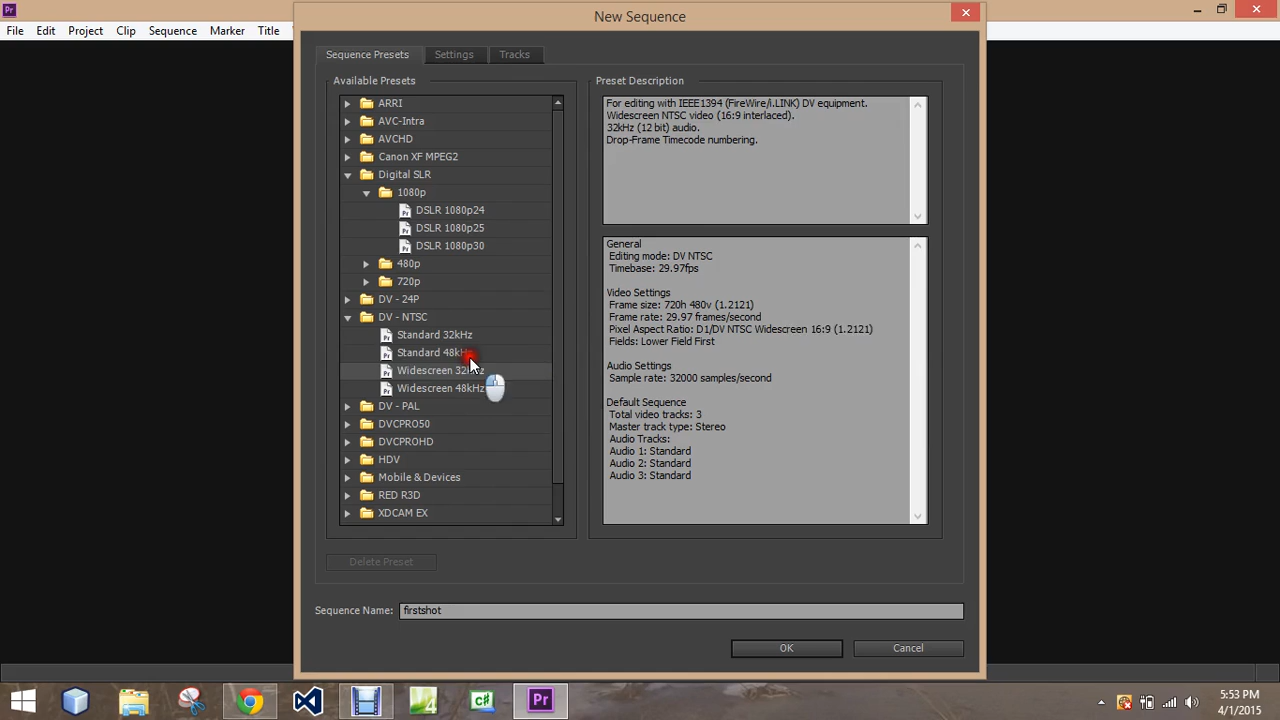 Pr
New Sequence
File Edit Project Clip Sequence Marker Title
Sequence Presets Settings Tracks
Available Presets
ARRI
AVC-Intra
AVCHD
Canon XF MPEG2
Digital SLR
1080p
DSLR 1080p24
DSLR 1080p25
DSLR 1080p30
480p
720p
DV - 24P
DV - NTSC
Standard 32kHz
Standard 48kHz
Widescreen 32kHz
Widescreen 48kHz
DV - PAL
DVCPRO50
DVCPROHD
HDV
Mobile & Devices
RED R3D
XDCAM EX
Delete Preset
Preset Description
For editing with IEEE1394 (FireWire/i.LINK) DV equipment.
Widescreen NTSC video (16:9 interlaced).
32kHz (12 bit) audio.
Drop-Frame Timecode numbering.
General
Editing mode: DV NTSC
Timebase: 29.97fps
Video Settings
Frame size: 720h 480v (1.2121)
Frame rate: 29.97 frames/second
Pixel Aspect Ratio: D1/DV NTSC Widescreen 16:9 (1.2121)
Fields: Lower Field First
Audio Settings
Sample rate: 32000 samples/second
Default Sequence
Total video tracks: 3
Master track type: Stereo
Audio Tracks:
Audio 1: Standard
Audio 2: Standard
Audio 3: Standard
Sequence Name: firstshot
OK Cancel
4 C# Pr
5:53 PM
4/1/2015